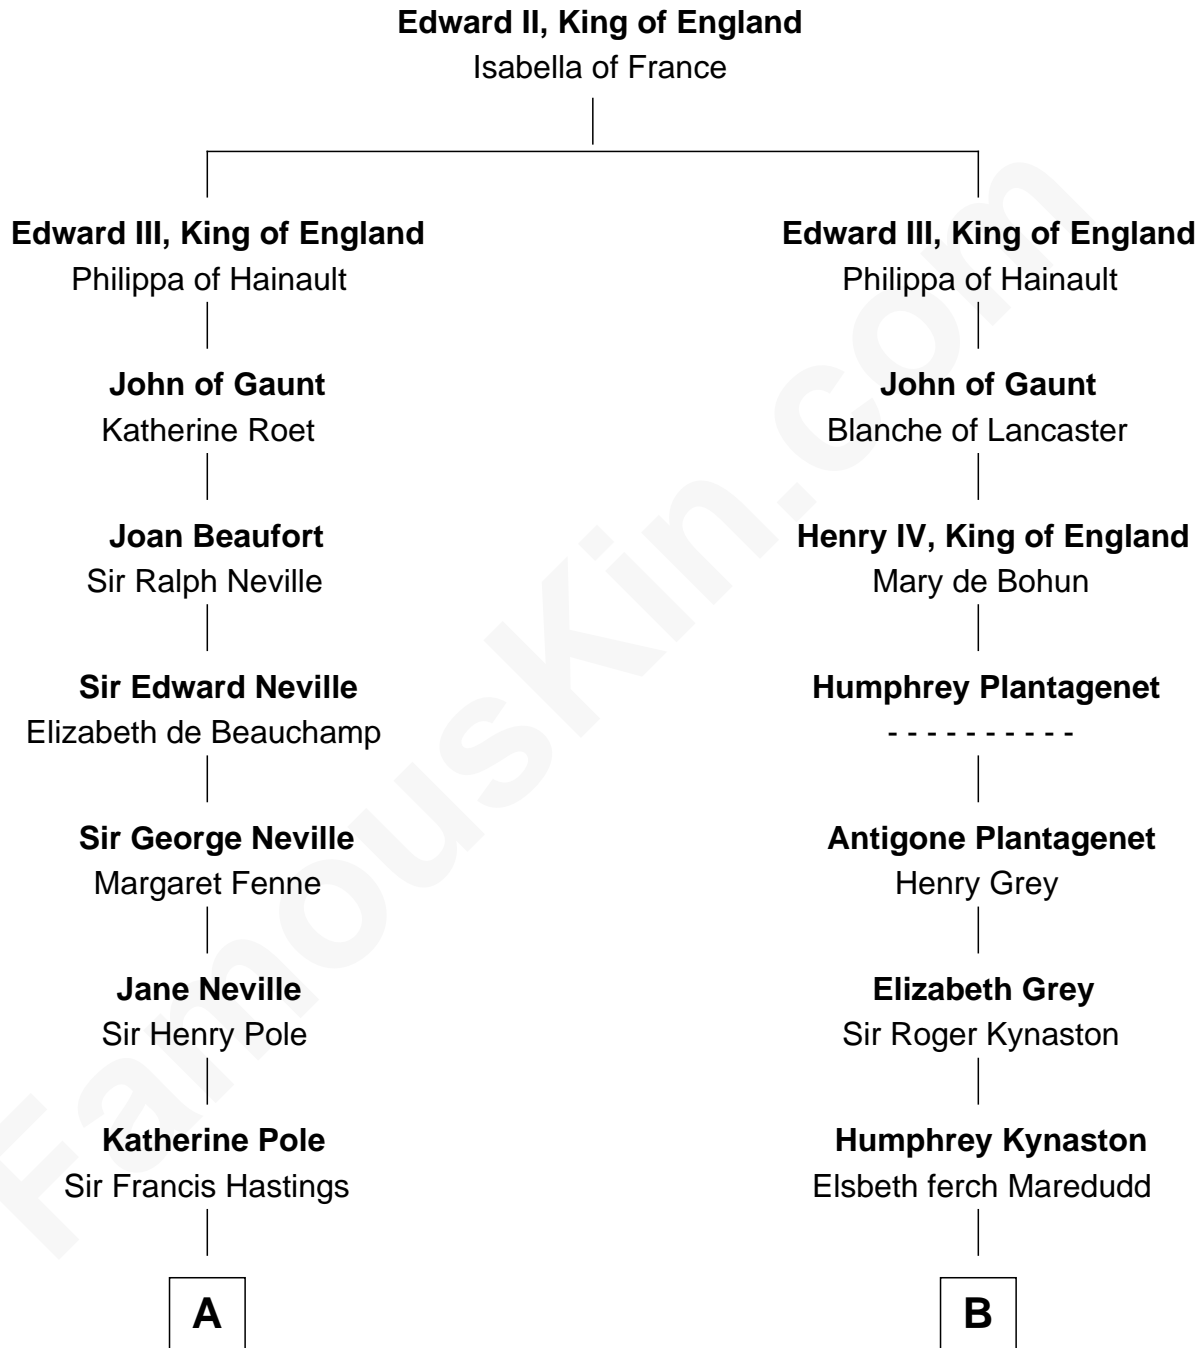 Edward II, King of England
Isabella of France
Edward III, King of England
Philippa of Hainault
John of Gaunt
Katherine Roet
Joan Beaufort
Sir Ralph Neville
Sir Edward Neville
Elizabeth de Beauchamp
Sir George Neville
Margaret Fenne
Jane Neville
Sir Henry Pole
Katherine Pole
Sir Francis Hastings
A
Edward III, King of England
Philippa of Hainault
John of Gaunt
Blanche of Lancaster
Henry IV, King of England
Mary de Bohun
Humphrey Plantagenet
- - - - - - - - - -
Antigone Plantagenet
Henry Grey
Elizabeth Grey
Sir Roger Kynaston
Humphrey Kynaston
Elsbeth ferch Maredudd
B
FamousKin.com